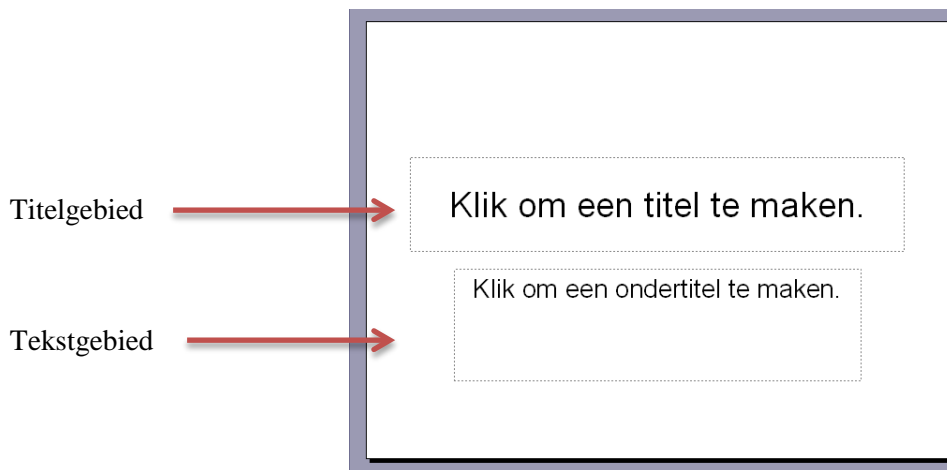 Titelgebied
Klik om een titel te maken.
Klik om een ondertitel te maken.
Tekstgebied